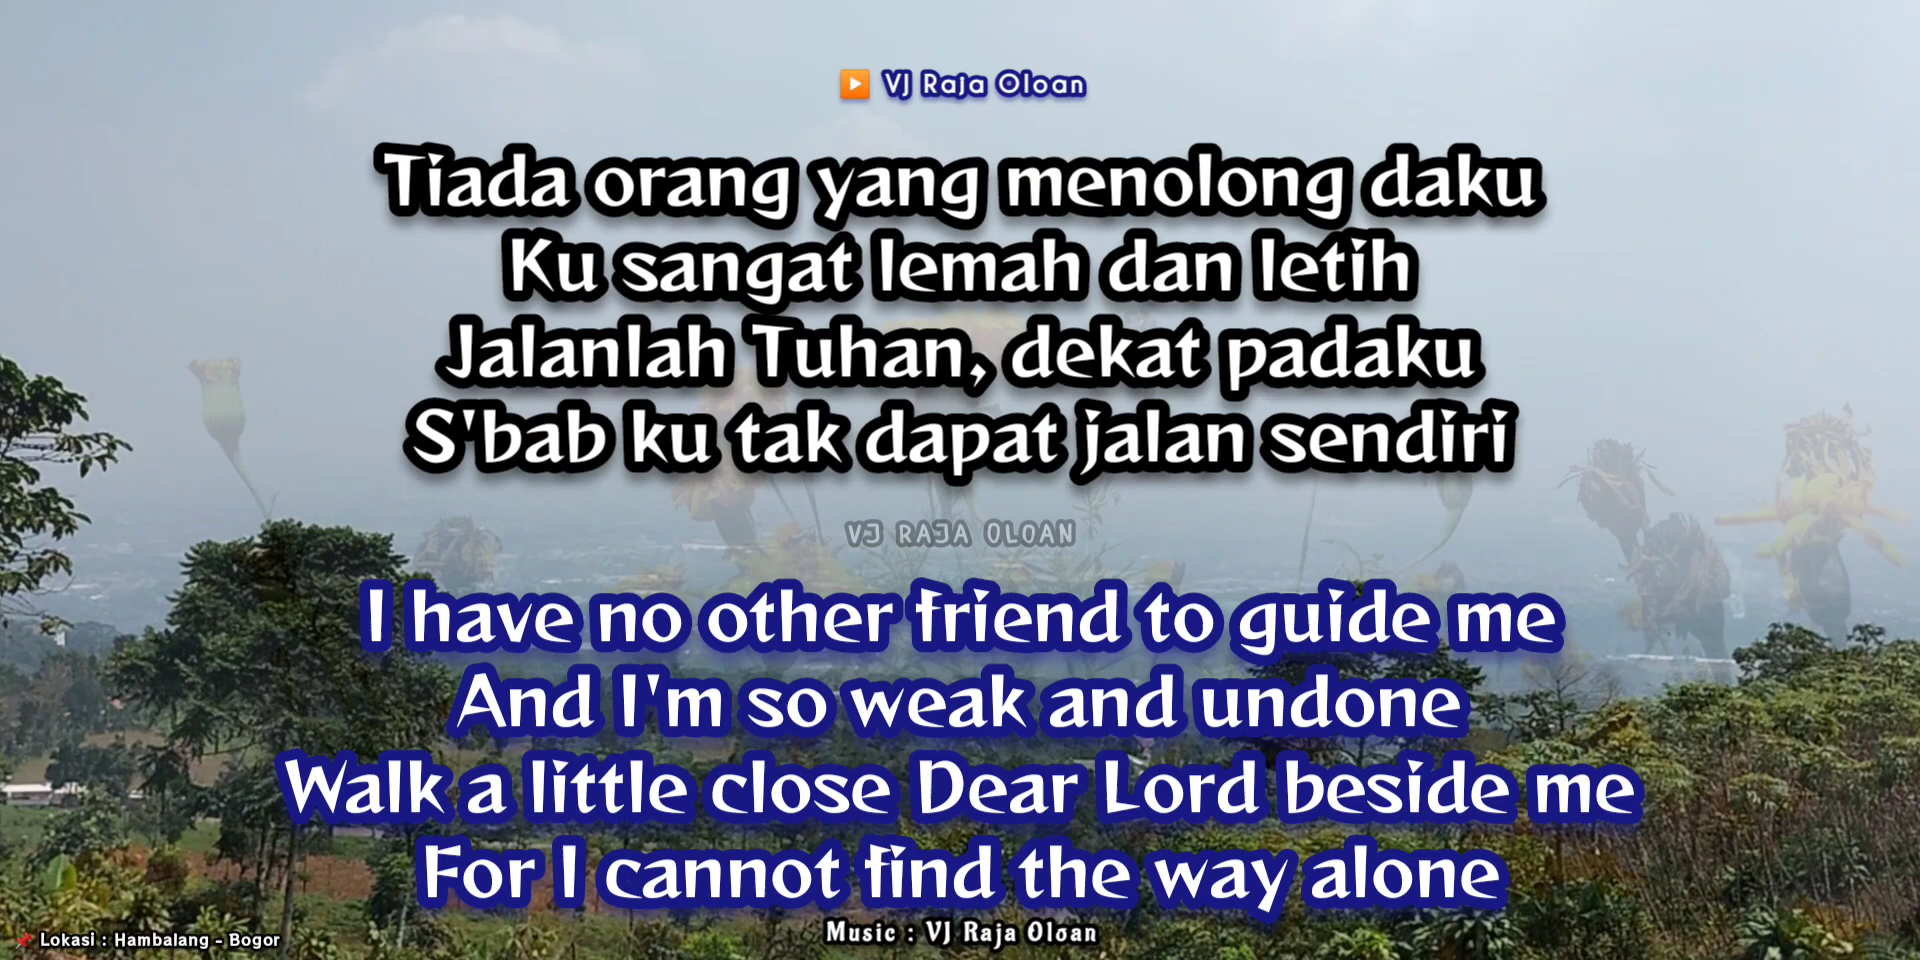 VJ Raja Oloan
Tiada orang yang menolong daku
Ku sangat lemah dan letih
Jalanlah Tuhan, dekat padaku
S'bab ku tak dapat jalan sendiri
VJ RAJA OLOAN
I have no other friend to guide me
And I'm so weak and undone
Walk a little close Dear Lord beside me
For I cannot find the way alone
Music : VJ Raja Oloan
Lokasi : Hambalang - Bogor